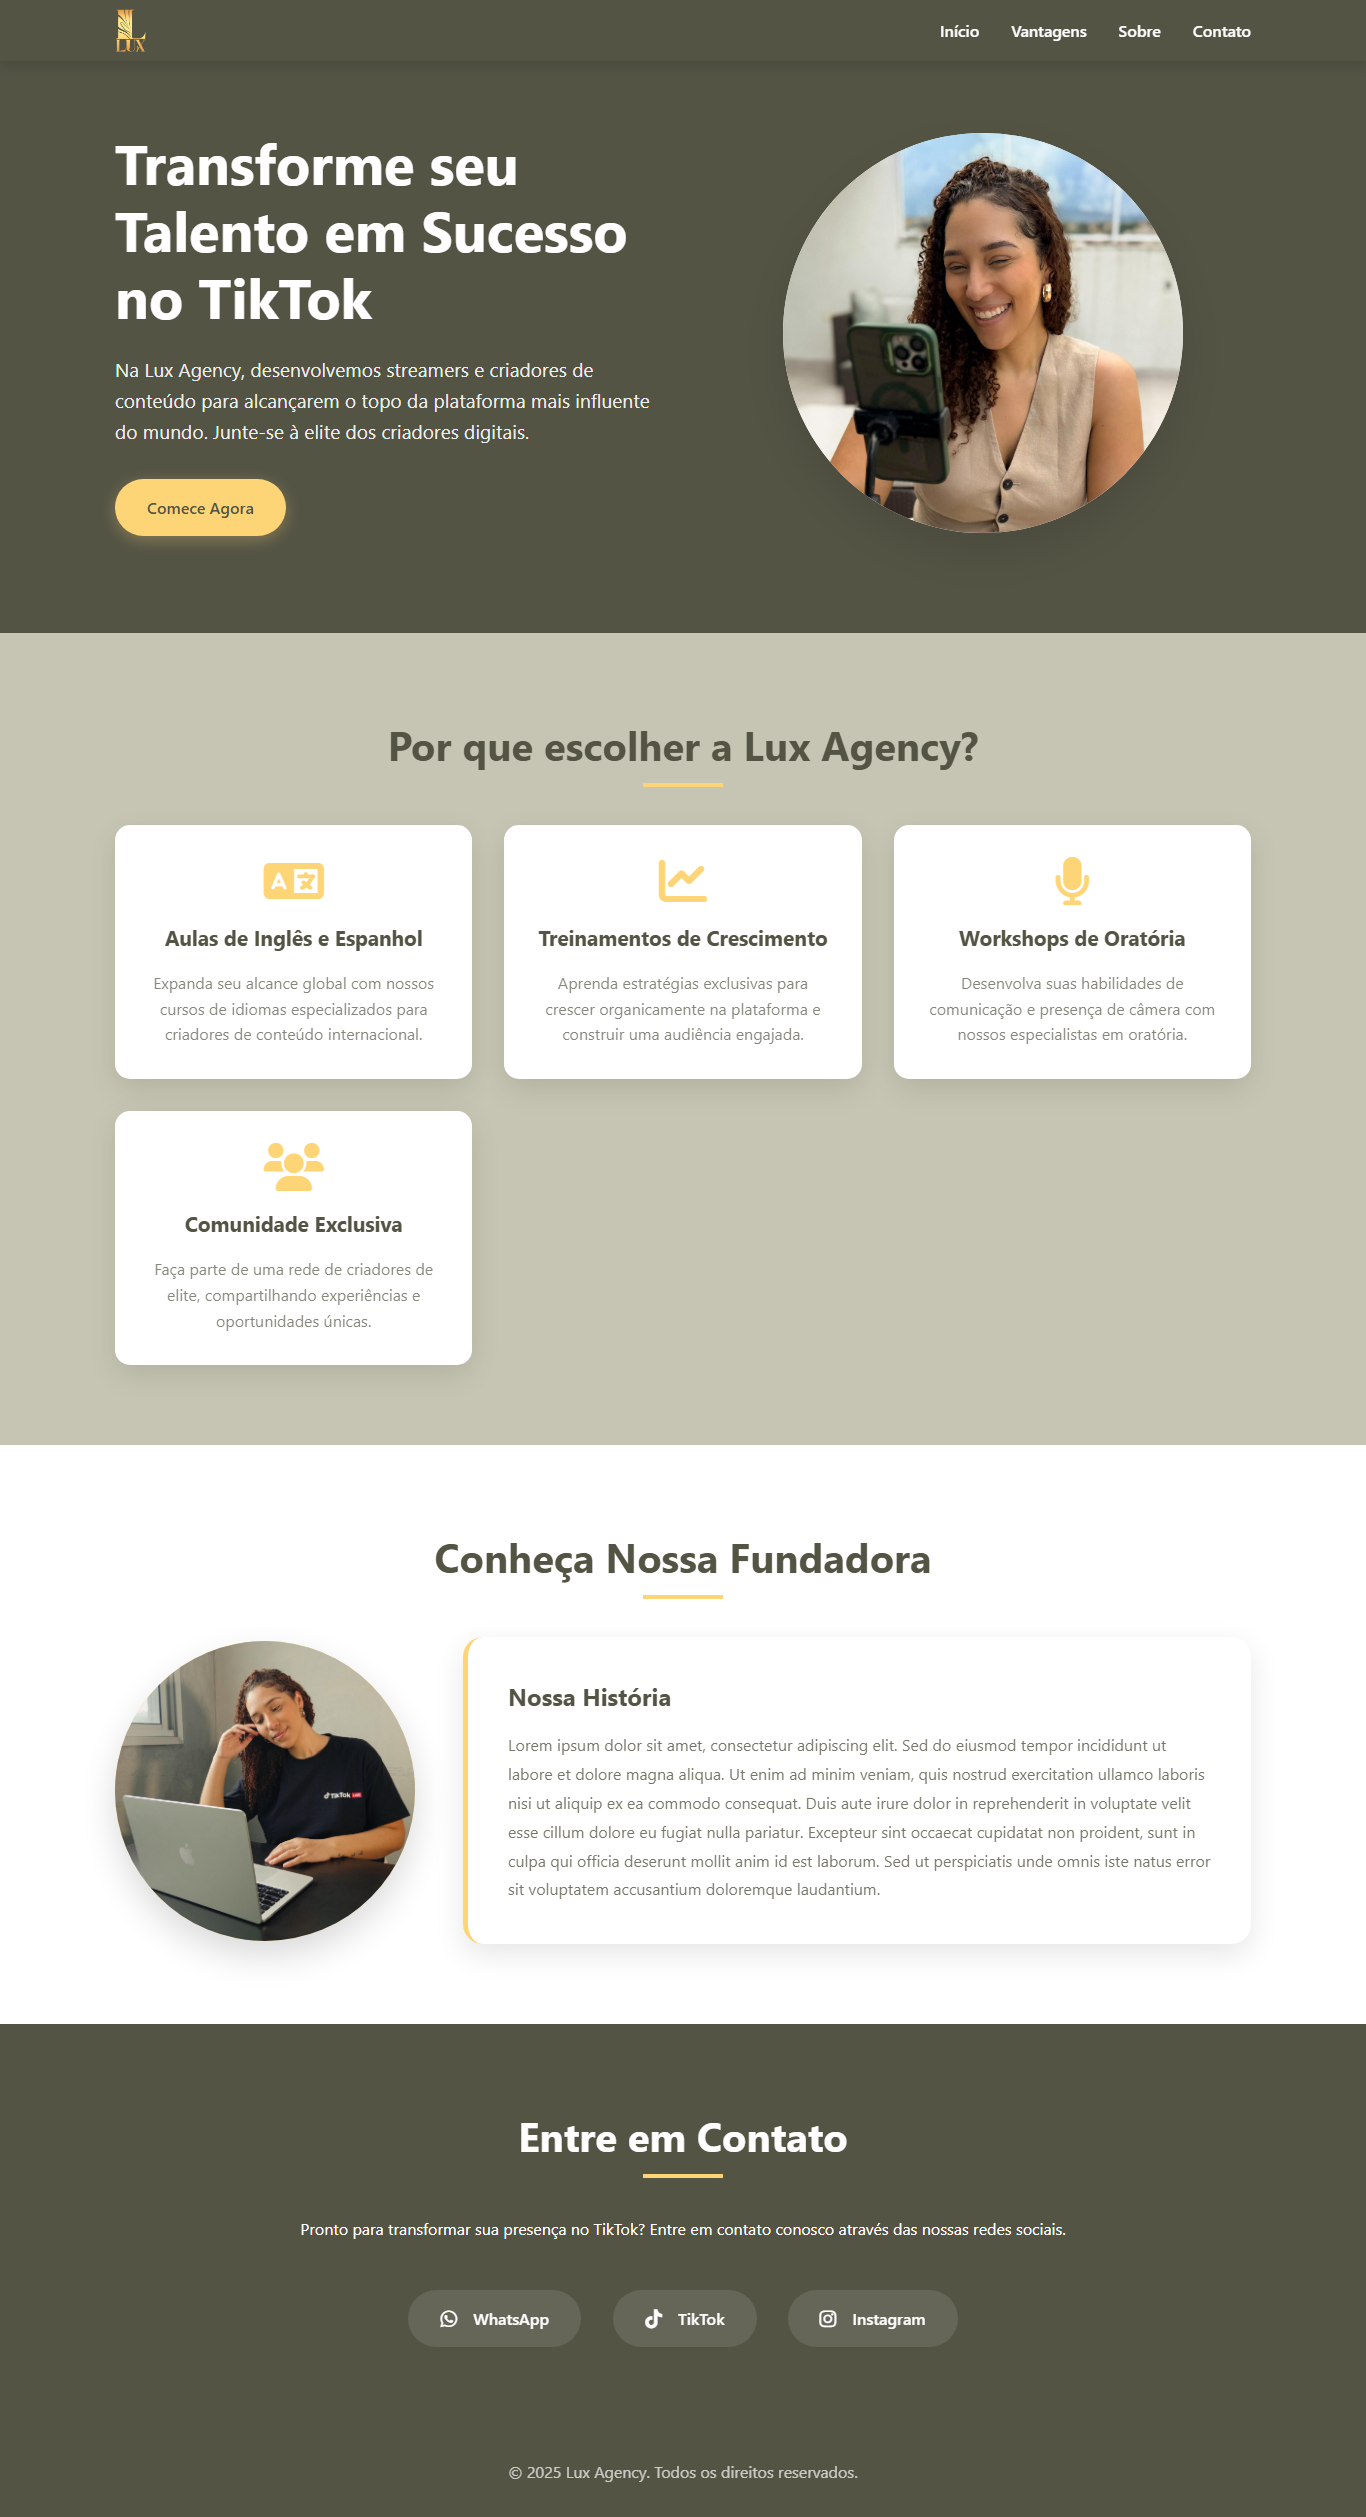 LUX
Início
Vantagens
Sobre
Contato
Transforme seu
Talento em Sucesso
no TikTok
Na Lux Agency, desenvolvemos streamers e criadores de
conteúdo para alcançarem o topo da plataforma mais influente
do mundo. Junte-se à elite dos criadores digitais.
Comece Agora
Por que escolher a Lux Agency?
A
Aulas de Inglês e Espanhol
Expanda seu alcance global com nossos
cursos de idiomas especializados para
criadores de conteúdo internacional.
Treinamentos de Crescimento
Aprenda estratégias exclusivas para
crescer organicamente na plataforma e
construir uma audiência engajada.
Workshops de Oratória
Desenvolva suas habilidades de
comunicação e presença de câmera com
nossos especialistas em oratória.
Comunidade Exclusiva
Faça parte de uma rede de criadores de
elite, compartilhando experiências e
oportunidades únicas.
Conheça Nossa Fundadora
TikTok
Nossa História
Lorem ipsum dolor sit amet, consectetur adipiscing elit. Sed do eiusmod tempor incididunt ut
labore et dolore magna aliqua. Ut enim ad minim veniam, quis nostrud exercitation ullamco laboris
nisi ut aliquip ex ea commodo consequat. Duis aute irure dolor in reprehenderit in voluptate velit
esse cillum dolore eu fugiat nulla pariatur. Excepteur sint occaecat cupidatat non proident, sunt in
culpa qui officia deserunt mollit anim id est laborum. Sed ut perspiciatis unde omnis iste natus error
sit voluptatem accusantium doloremque laudantium.
Entre em Contato
Pronto para transformar sua presença no TikTok? Entre em contato conosco através das nossas redes sociais.
WhatsApp
TikTok
Instagram
© 2025 Lux Agency. Todos os direitos reservados.